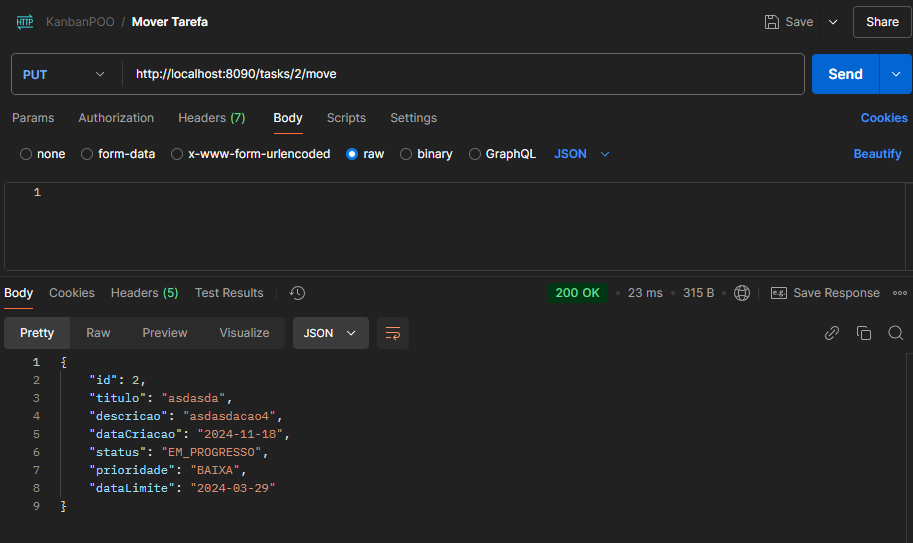 HTTP KanbanPOO / Mover Tarefa Save Share
PUT http://localhost:8090/tasks/2/move Send
Params Authorization Headers (7) Body Scripts Settings Cookies
none form-data x-www-form-urlencoded raw binary GraphQL JSON Beautify
1
Body Cookies Headers (5) Test Results 200 OK • 23 ms • 315 B • e.g. Save Response
Pretty Raw Preview Visualize JSON
1 {
2 "id": 2,
3 "titulo": "asdasda",
4 "descricao": "asdasdacao4",
5 "dataCriacao": "2024-11-18",
6 "status": "EM_PROGRESSO",
7 "prioridade": "BAIXA",
8 "dataLimite": "2024-03-29"
9 }